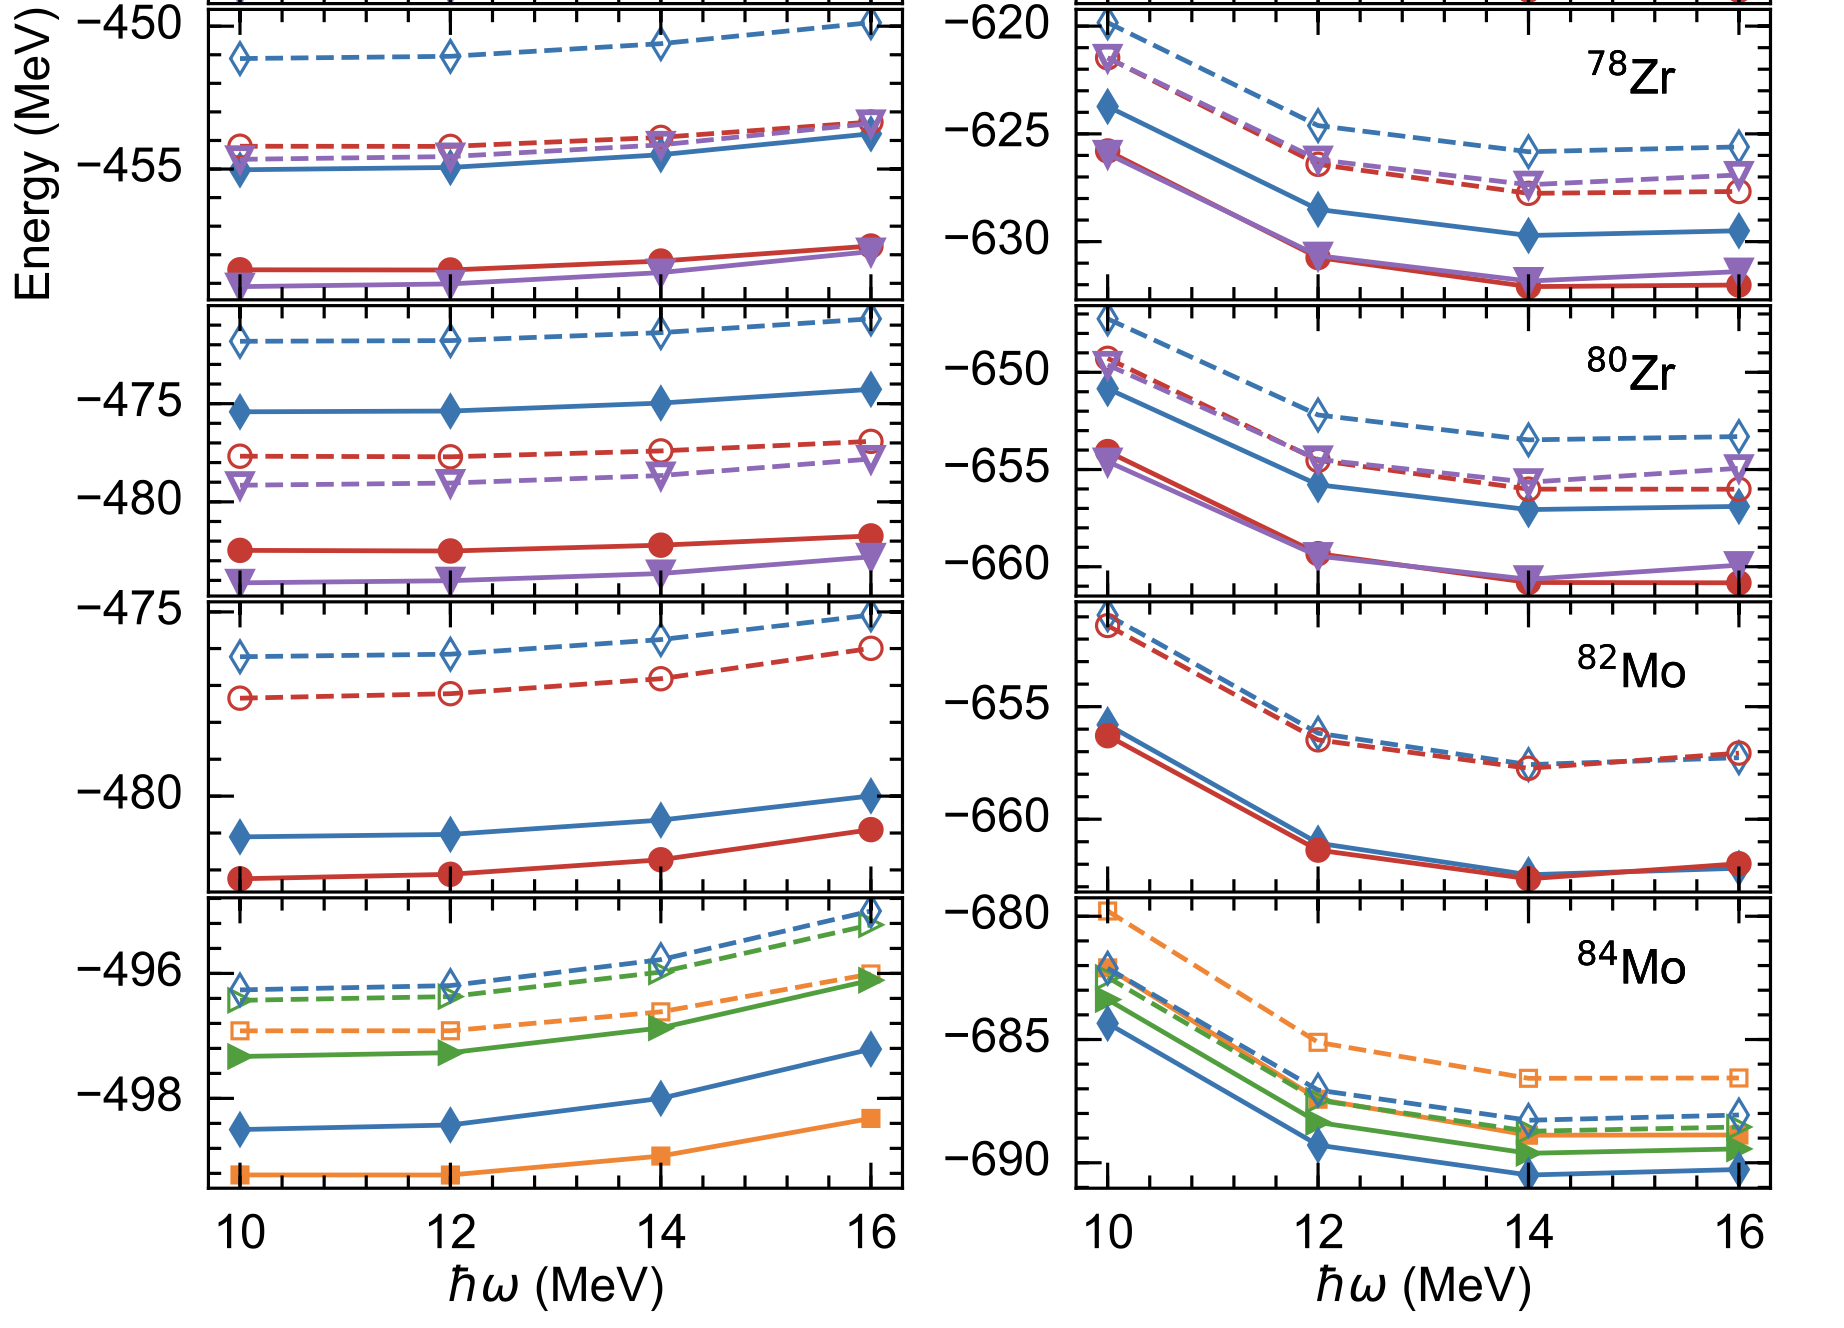 Energy (MeV)
−450
−455
−620
−625
−630
⁷⁸Zr
−475
−480
−650
−655
−660
⁸⁰Zr
−475
−480
−655
−660
⁸²Mo
−496
−498
−680
−685
−690
⁸⁴Mo
10 12 14 16
10 12 14 16
ℏω (MeV)
ℏω (MeV)